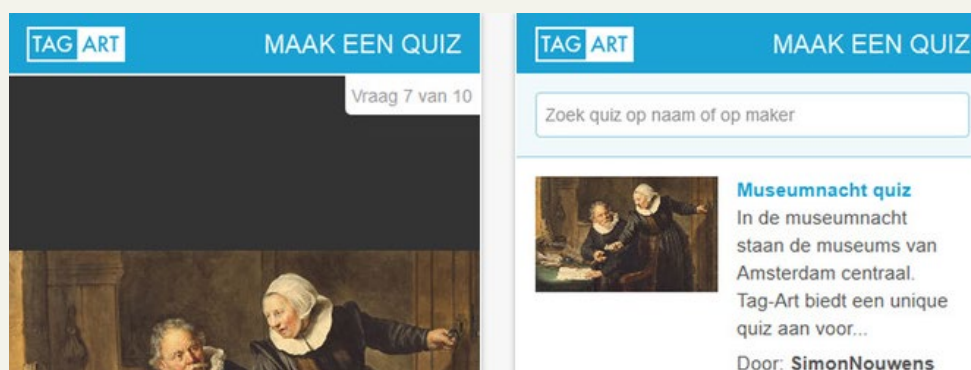 TAG ART
MAAK EEN QUIZ
Vraag 7 van 10
TAG ART
MAAK EEN QUIZ
Zoek quiz op naam of op maker
Museumnacht quiz
In de museumnacht
staan de museums van
Amsterdam centraal.
Tag-Art biedt een unique
quiz aan voor...
Door: SimonNouwens